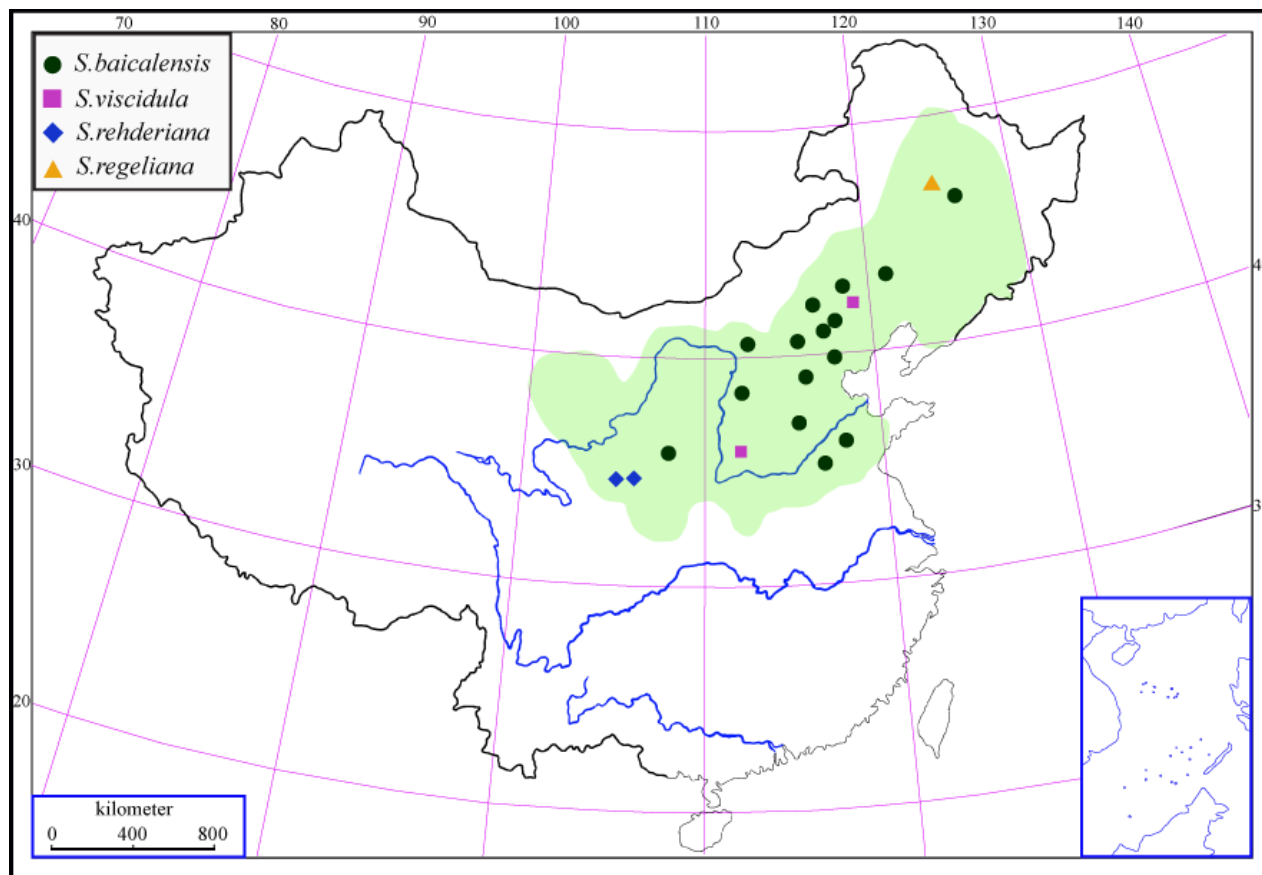 70 80 90 100 110 120 130 140
S.baicalensis
S.viscidula
S.rehderiana
S.regeliana
40 4
30 3
20
kilometer
0 400 800